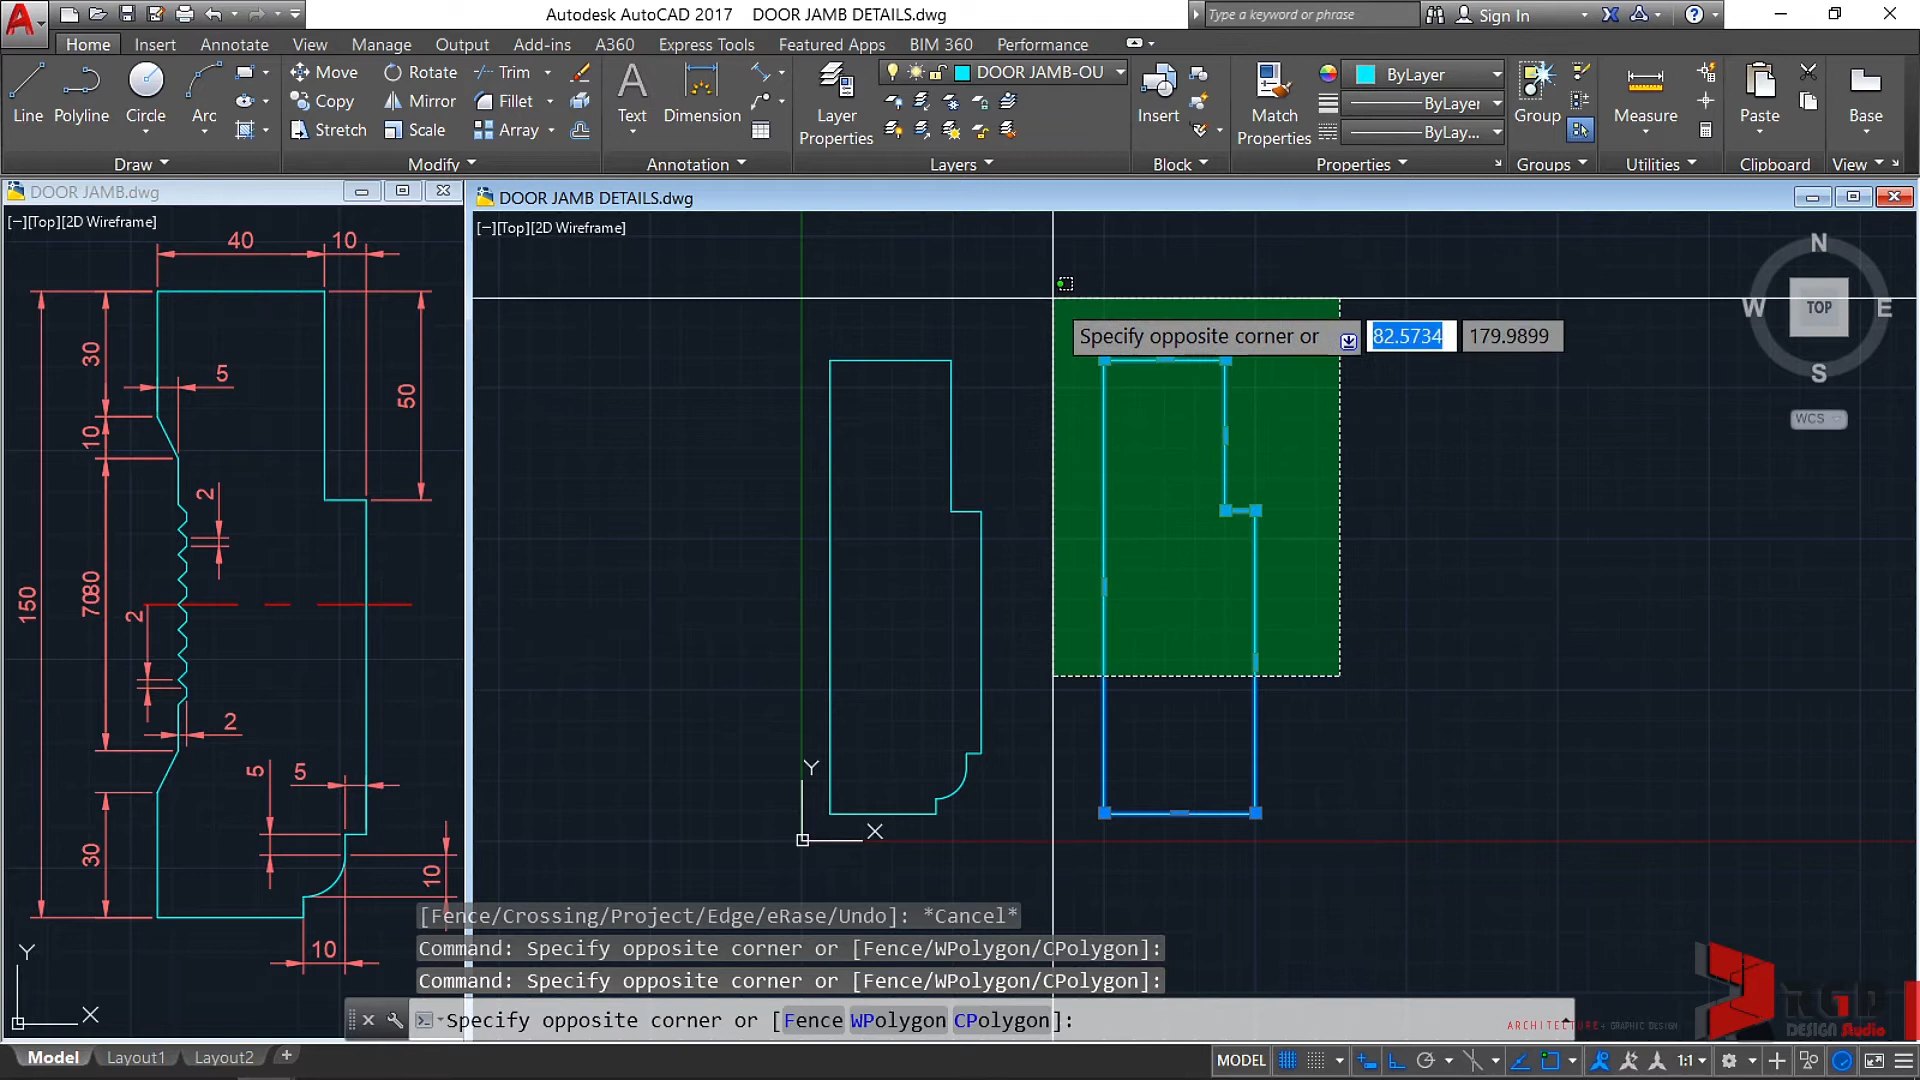 Autodesk AutoCAD 2017 DOOR JAMB DETAILS.dwg
Type a keyword or phrase
Sign In
Home Insert Annotate View Manage Output Add-ins A360 Express Tools Featured Apps BIM 360 Performance
Line Polyline Circle Arc
Move Rotate Trim
Copy Mirror Fillet
Stretch Scale Array
Text Dimension
Layer
Properties
DOOR JAMB-OU
Insert
Match
Properties
ByLayer
ByLayer
ByLay...
Group
Measure
Paste
Base
Draw Modify Annotation Layers Block Properties Groups Utilities Clipboard View
DOOR JAMB.dwg
DOOR JAMB DETAILS.dwg
[−][Top][2D Wireframe]
[−][Top][2D Wireframe]
40 10
30
5
50
10
2
150
7080
2
2
5 5
30
10
10
Y
X
Y
X
N
W TOP E
S
WCS
Specify opposite corner or 82.5734 179.9899
[Fence/Crossing/Project/Edge/eRase/Undo]: *Cancel*
Command: Specify opposite corner or [Fence/WPolygon/CPolygon]:
Command: Specify opposite corner or [Fence/WPolygon/CPolygon]:
Specify opposite corner or [Fence WPolygon CPolygon]:
RGD
DESIGN Studio
ARCHITECTURE + GRAPHIC DESIGN
Model Layout1 Layout2 +
MODEL 1:1